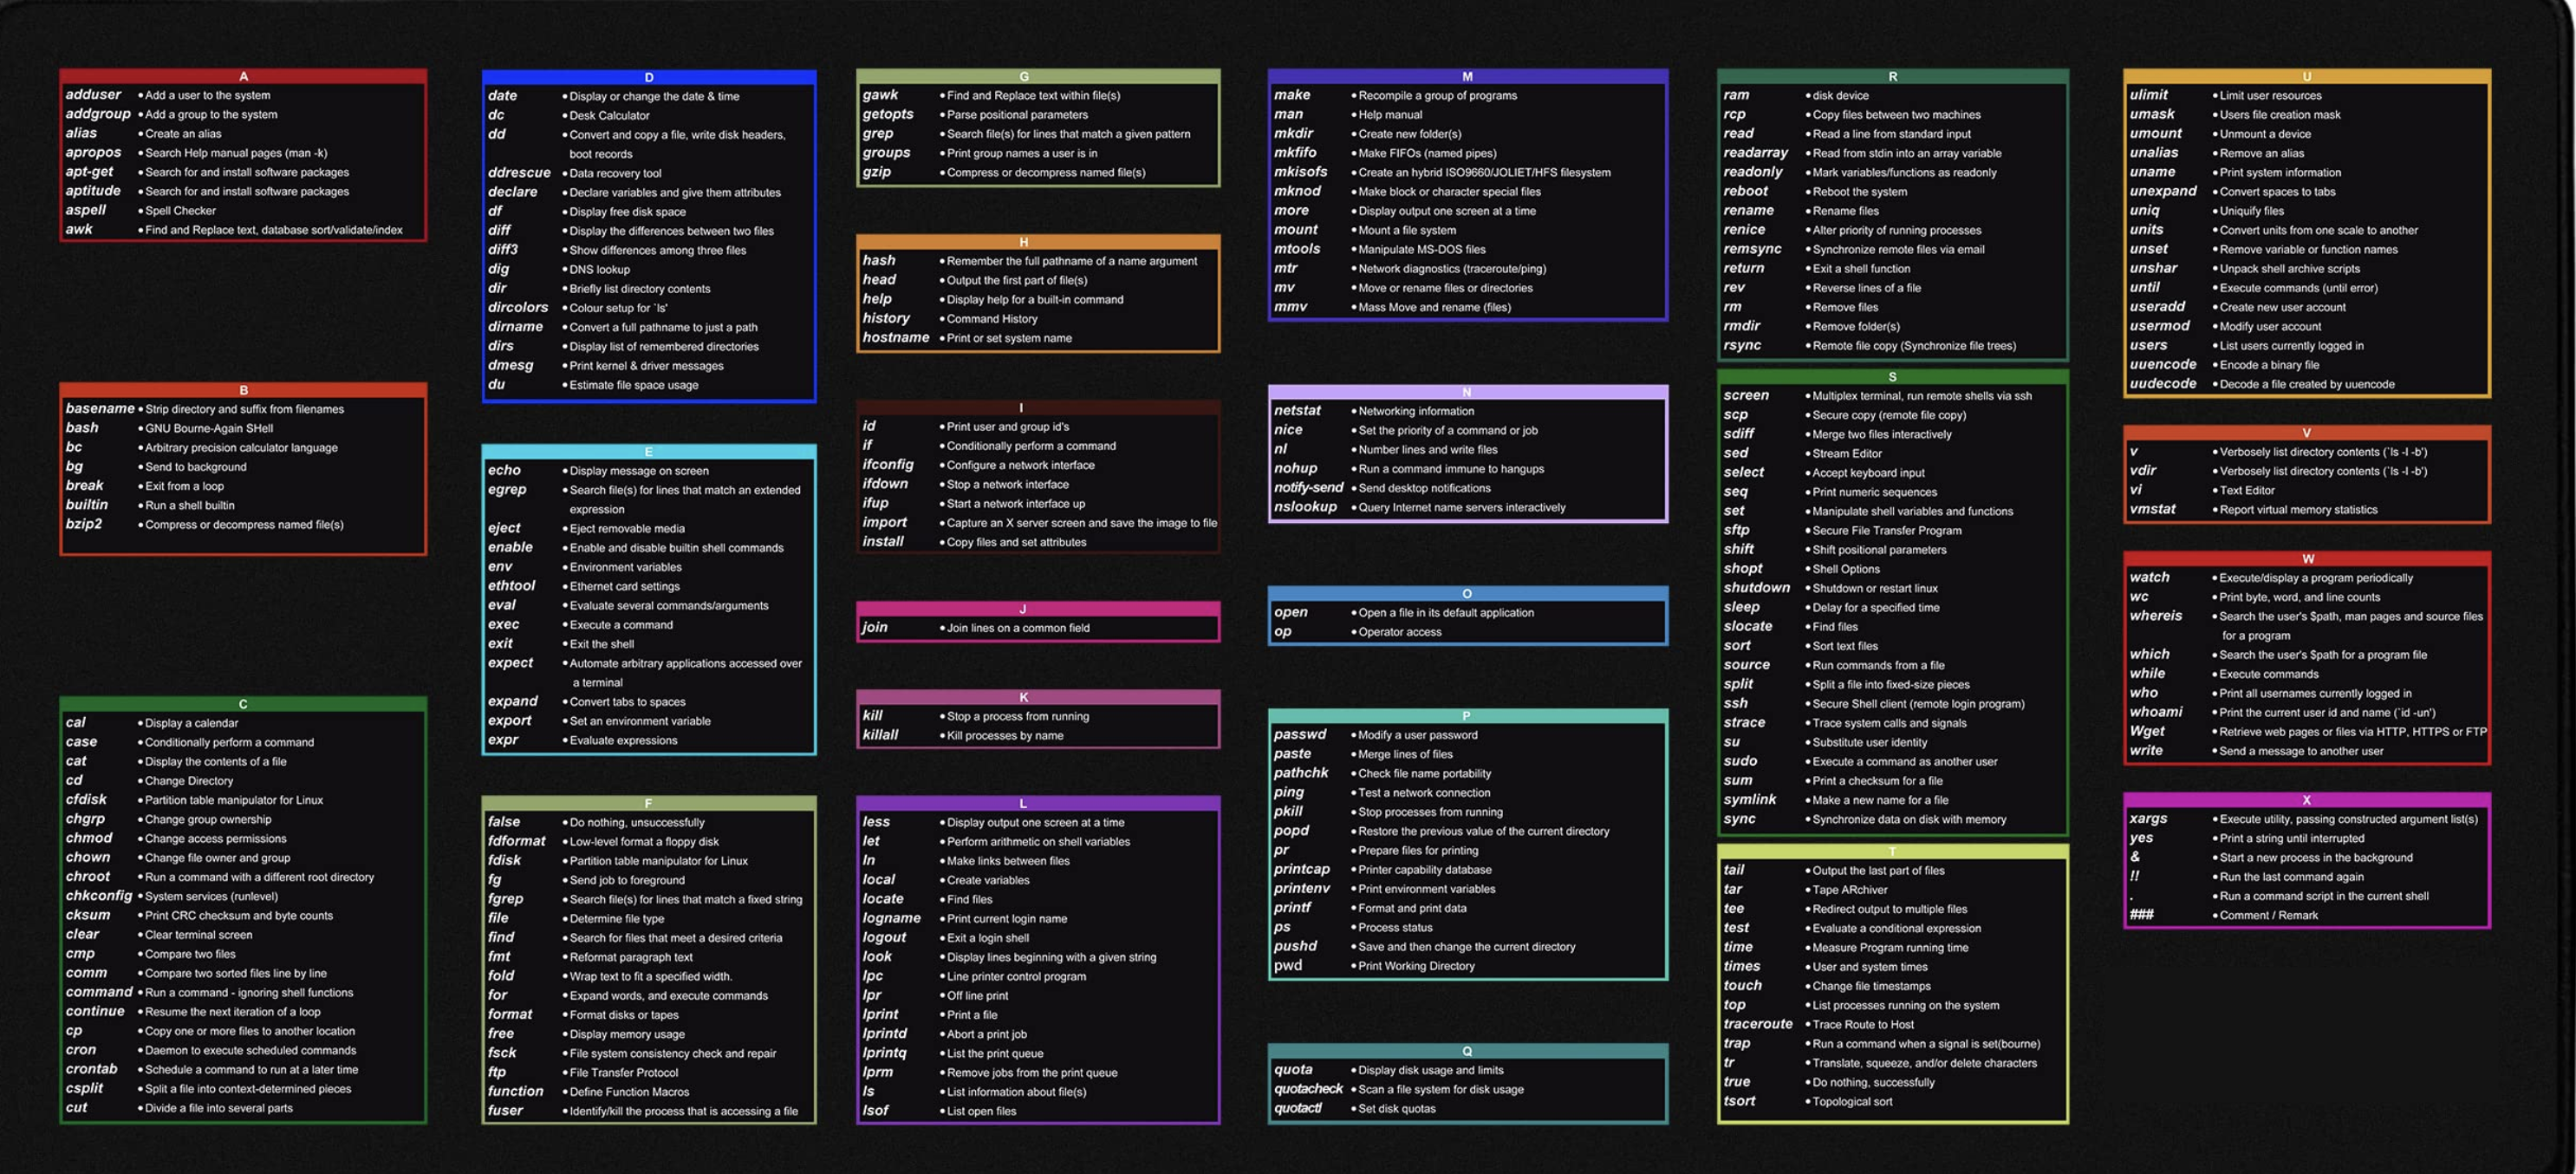 A
adduser • Add a user to the system
addgroup • Add a group to the system
alias • Create an alias
apropos • Search Help manual pages (man -k)
apt-get • Search for and install software packages
aptitude • Search for and install software packages
aspell • Spell Checker
awk • Find and Replace text, database sort/validate/index
B
basename • Strip directory and suffix from filenames
bash • GNU Bourne-Again SHell
bc • Arbitrary precision calculator language
bg • Send to background
break • Exit from a loop
builtin • Run a shell builtin
bzip2 • Compress or decompress named file(s)
C
cal • Display a calendar
case • Conditionally perform a command
cat • Display the contents of a file
cd • Change Directory
cfdisk • Partition table manipulator for Linux
chgrp • Change group ownership
chmod • Change access permissions
chown • Change file owner and group
chroot • Run a command with a different root directory
chkconfig • System services (runlevel)
cksum • Print CRC checksum and byte counts
clear • Clear terminal screen
cmp • Compare two files
comm • Compare two sorted files line by line
command • Run a command - ignoring shell functions
continue • Resume the next iteration of a loop
cp • Copy one or more files to another location
cron • Daemon to execute scheduled commands
crontab • Schedule a command to run at a later time
csplit • Split a file into context-determined pieces
cut • Divide a file into several parts
D
date • Display or change the date & time
dc • Desk Calculator
dd • Convert and copy a file, write disk headers,
boot records
ddrescue • Data recovery tool
declare • Declare variables and give them attributes
df • Display free disk space
diff • Display the differences between two files
diff3 • Show differences among three files
dig • DNS lookup
dir • Briefly list directory contents
dircolors • Colour setup for `ls'
dirname • Convert a full pathname to just a path
dirs • Display list of remembered directories
dmesg • Print kernel & driver messages
du • Estimate file space usage
E
echo • Display message on screen
egrep • Search file(s) for lines that match an extended
expression
eject • Eject removable media
enable • Enable and disable builtin shell commands
env • Environment variables
ethtool • Ethernet card settings
eval • Evaluate several commands/arguments
exec • Execute a command
exit • Exit the shell
expect • Automate arbitrary applications accessed over
a terminal
expand • Convert tabs to spaces
export • Set an environment variable
expr • Evaluate expressions
F
false • Do nothing, unsuccessfully
fdformat • Low-level format a floppy disk
fdisk • Partition table manipulator for Linux
fg • Send job to foreground
fgrep • Search file(s) for lines that match a fixed string
file • Determine file type
find • Search for files that meet a desired criteria
fmt • Reformat paragraph text
fold • Wrap text to fit a specified width.
for • Expand words, and execute commands
format • Format disks or tapes
free • Display memory usage
fsck • File system consistency check and repair
ftp • File Transfer Protocol
function • Define Function Macros
fuser • Identify/kill the process that is accessing a file
G
gawk • Find and Replace text within file(s)
getopts • Parse positional parameters
grep • Search file(s) for lines that match a given pattern
groups • Print group names a user is in
gzip • Compress or decompress named file(s)
H
hash • Remember the full pathname of a name argument
head • Output the first part of file(s)
help • Display help for a built-in command
history • Command History
hostname • Print or set system name
I
id • Print user and group id's
if • Conditionally perform a command
ifconfig • Configure a network interface
ifdown • Stop a network interface
ifup • Start a network interface up
import • Capture an X server screen and save the image to file
install • Copy files and set attributes
J
join • Join lines on a common field
K
kill • Stop a process from running
killall • Kill processes by name
L
less • Display output one screen at a time
let • Perform arithmetic on shell variables
ln • Make links between files
local • Create variables
locate • Find files
logname • Print current login name
logout • Exit a login shell
look • Display lines beginning with a given string
lpc • Line printer control program
lpr • Off line print
lprint • Print a file
lprintd • Abort a print job
lprintq • List the print queue
lprm • Remove jobs from the print queue
ls • List information about file(s)
lsof • List open files
M
make • Recompile a group of programs
man • Help manual
mkdir • Create new folder(s)
mkfifo • Make FIFOs (named pipes)
mkisofs • Create an hybrid ISO9660/JOLIET/HFS filesystem
mknod • Make block or character special files
more • Display output one screen at a time
mount • Mount a file system
mtools • Manipulate MS-DOS files
mtr • Network diagnostics (traceroute/ping)
mv • Move or rename files or directories
mmv • Mass Move and rename (files)
N
netstat • Networking information
nice • Set the priority of a command or job
nl • Number lines and write files
nohup • Run a command immune to hangups
notify-send • Send desktop notifications
nslookup • Query Internet name servers interactively
O
open • Open a file in its default application
op • Operator access
P
passwd • Modify a user password
paste • Merge lines of files
pathchk • Check file name portability
ping • Test a network connection
pkill • Stop processes from running
popd • Restore the previous value of the current directory
pr • Prepare files for printing
printcap • Printer capability database
printenv • Print environment variables
printf • Format and print data
ps • Process status
pushd • Save and then change the current directory
pwd • Print Working Directory
Q
quota • Display disk usage and limits
quotacheck • Scan a file system for disk usage
quotactl • Set disk quotas
R
ram • disk device
rcp • Copy files between two machines
read • Read a line from standard input
readarray • Read from stdin into an array variable
readonly • Mark variables/functions as readonly
reboot • Reboot the system
rename • Rename files
renice • Alter priority of running processes
remsync • Synchronize remote files via email
return • Exit a shell function
rev • Reverse lines of a file
rm • Remove files
rmdir • Remove folder(s)
rsync • Remote file copy (Synchronize file trees)
S
screen • Multiplex terminal, run remote shells via ssh
scp • Secure copy (remote file copy)
sdiff • Merge two files interactively
sed • Stream Editor
select • Accept keyboard input
seq • Print numeric sequences
set • Manipulate shell variables and functions
sftp • Secure File Transfer Program
shift • Shift positional parameters
shopt • Shell Options
shutdown • Shutdown or restart linux
sleep • Delay for a specified time
slocate • Find files
sort • Sort text files
source • Run commands from a file
split • Split a file into fixed-size pieces
ssh • Secure Shell client (remote login program)
strace • Trace system calls and signals
su • Substitute user identity
sudo • Execute a command as another user
sum • Print a checksum for a file
symlink • Make a new name for a file
sync • Synchronize data on disk with memory
T
tail • Output the last part of files
tar • Tape ARchiver
tee • Redirect output to multiple files
test • Evaluate a conditional expression
time • Measure Program running time
times • User and system times
touch • Change file timestamps
top • List processes running on the system
traceroute • Trace Route to Host
trap • Run a command when a signal is set(bourne)
tr • Translate, squeeze, and/or delete characters
true • Do nothing, successfully
tsort • Topological sort
U
ulimit • Limit user resources
umask • Users file creation mask
umount • Unmount a device
unalias • Remove an alias
uname • Print system information
unexpand • Convert spaces to tabs
uniq • Uniquify files
units • Convert units from one scale to another
unset • Remove variable or function names
unshar • Unpack shell archive scripts
until • Execute commands (until error)
useradd • Create new user account
usermod • Modify user account
users • List users currently logged in
uuencode • Encode a binary file
uudecode • Decode a file created by uuencode
V
v • Verbosely list directory contents (`ls -l -b')
vdir • Verbosely list directory contents (`ls -l -b')
vi • Text Editor
vmstat • Report virtual memory statistics
W
watch • Execute/display a program periodically
wc • Print byte, word, and line counts
whereis • Search the user's $path, man pages and source files
for a program
which • Search the user's $path for a program file
while • Execute commands
who • Print all usernames currently logged in
whoami • Print the current user id and name (`id -un')
Wget • Retrieve web pages or files via HTTP, HTTPS or FTP
write • Send a message to another user
X
xargs • Execute utility, passing constructed argument list(s)
yes • Print a string until interrupted
& • Start a new process in the background
!! • Run the last command again
. • Run a command script in the current shell
### • Comment / Remark